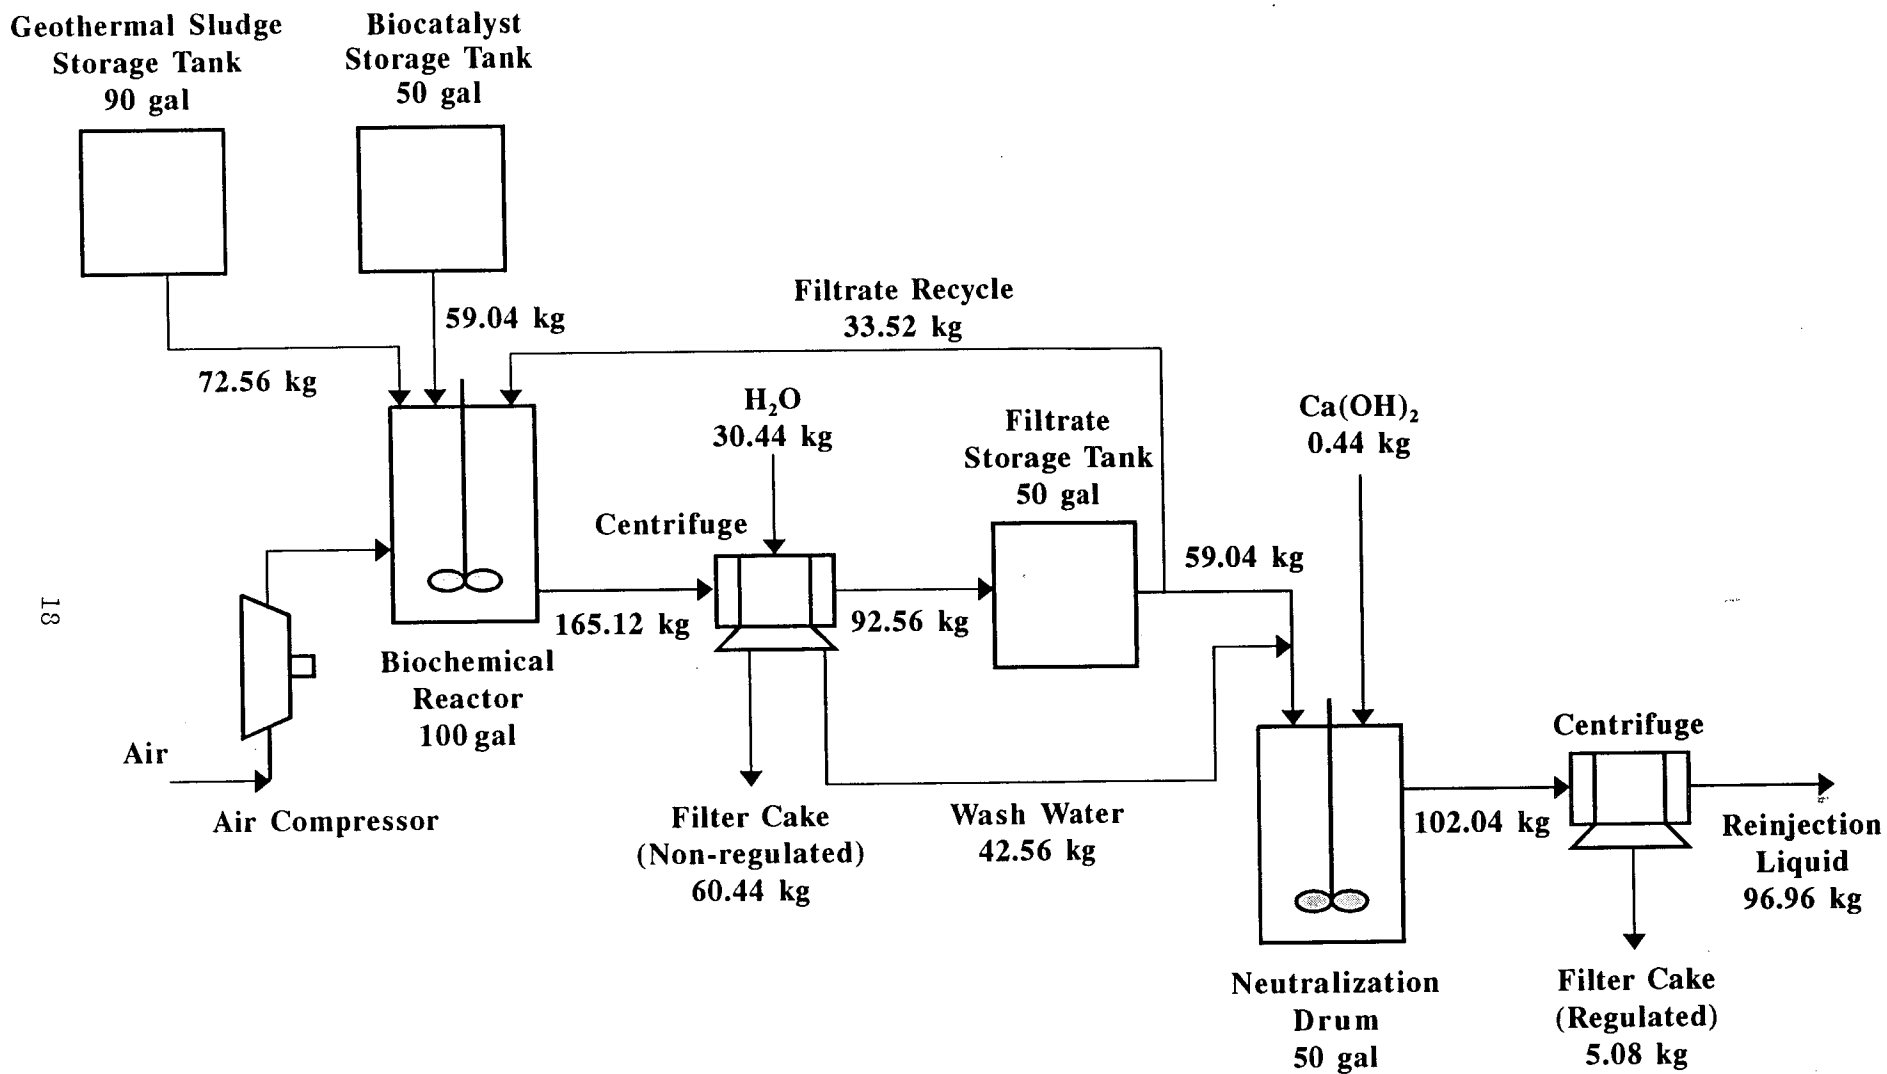 Geothermal Sludge
Storage Tank
90 gal
Biocatalyst
Storage Tank
50 gal
59.04 kg
72.56 kg
Filtrate Recycle
33.52 kg
H₂O
30.44 kg
Filtrate
Storage Tank
50 gal
Ca(OH)₂
0.44 kg
Centrifuge
59.04 kg
165.12 kg
92.56 kg
18
Biochemical
Reactor
100 gal
Air
Air Compressor
Filter Cake
(Non-regulated)
60.44 kg
Wash Water
42.56 kg
Centrifuge
102.04 kg
Reinjection
Liquid
96.96 kg
Neutralization
Drum
50 gal
Filter Cake
(Regulated)
5.08 kg